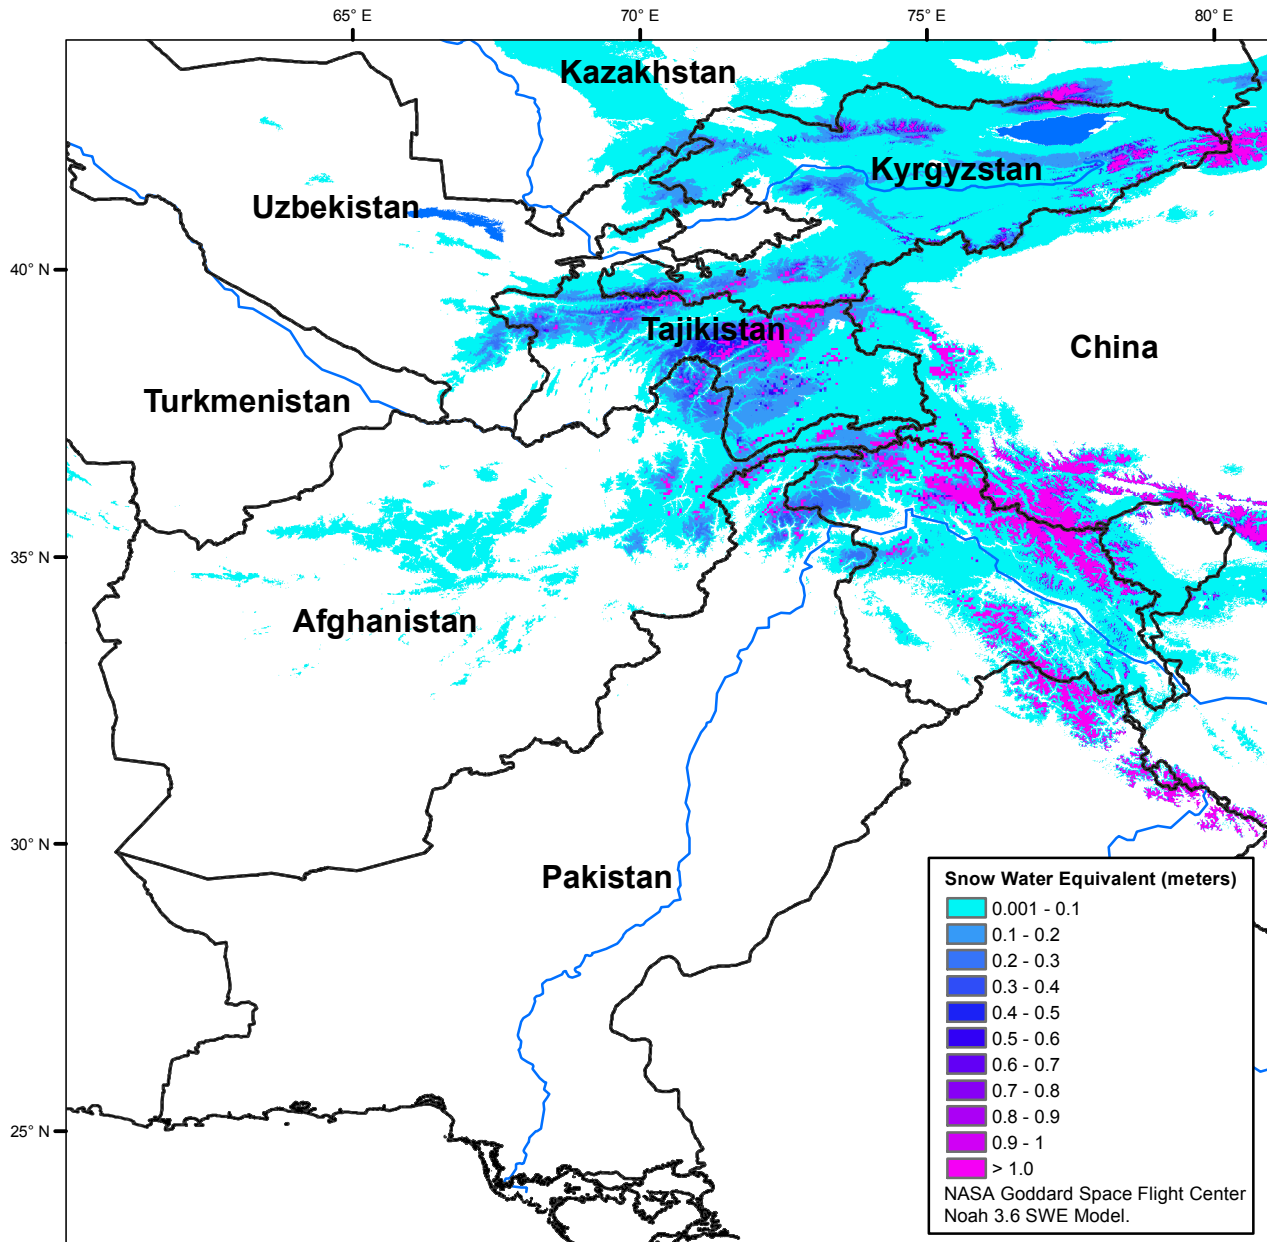 65° E
70° E
75° E
80° E
Kazakhstan
Kyrgyzstan
Uzbekistan
40° N
Tajikistan
China
Turkmenistan
35° N
Afghanistan
30° N
Pakistan
25° N
Snow Water Equivalent (meters)
0.001 - 0.1
0.1 - 0.2
0.2 - 0.3
0.3 - 0.4
0.4 - 0.5
0.5 - 0.6
0.6 - 0.7
0.7 - 0.8
0.8 - 0.9
0.9 - 1
> 1.0
NASA Goddard Space Flight Center
Noah 3.6 SWE Model.